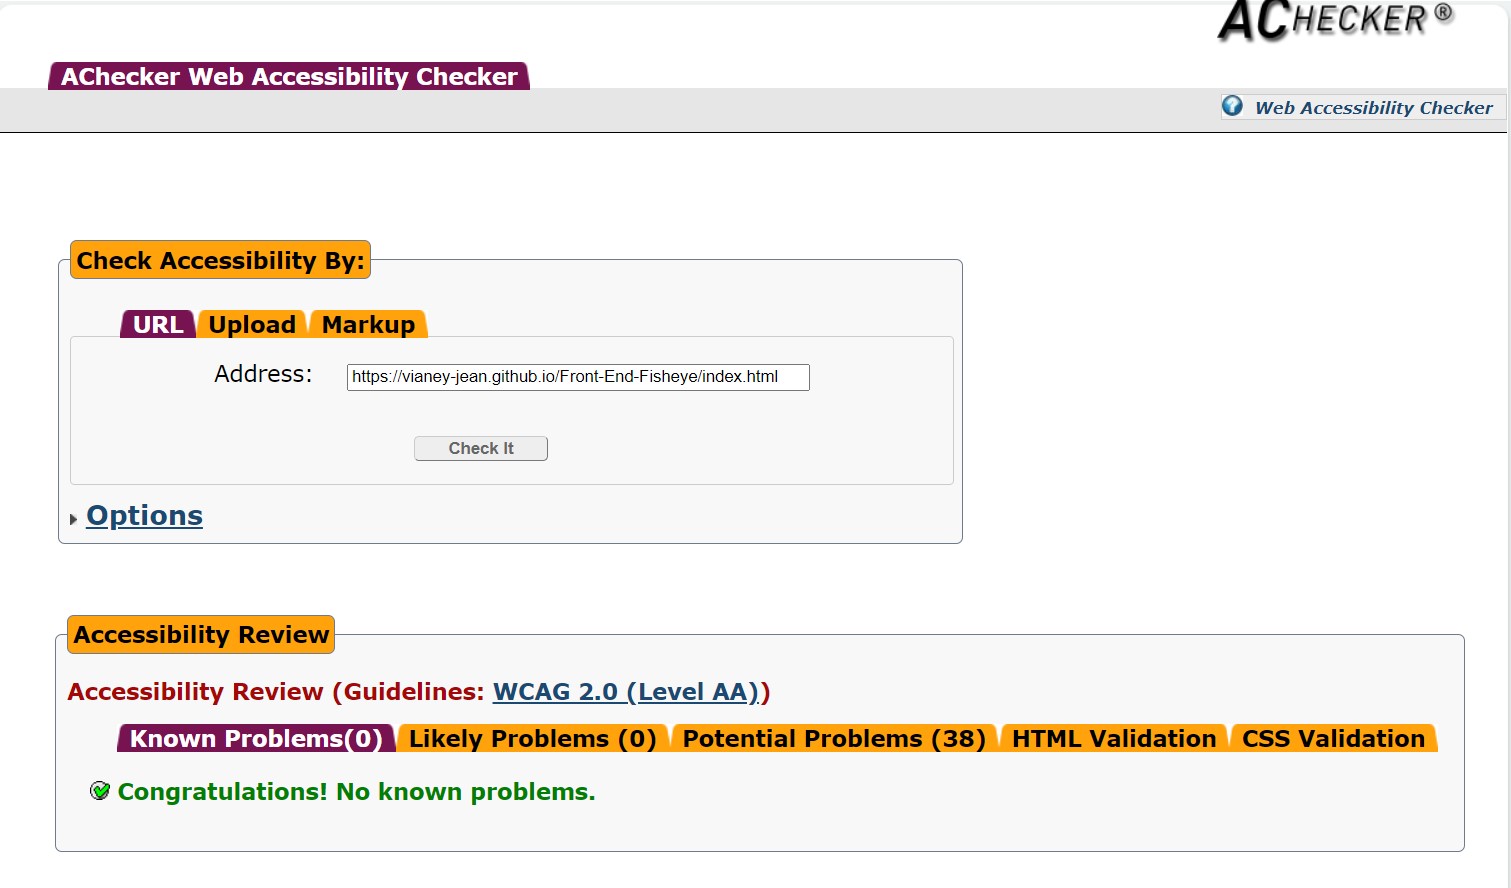 ACHECKER ®
AChecker Web Accessibility Checker
Web Accessibility Checker
Check Accessibility By:
URL Upload Markup
Address: https://vianey-jean.github.io/Front-End-Fisheye/index.html
Check It
Options
Accessibility Review
Accessibility Review (Guidelines: WCAG 2.0 (Level AA))
Known Problems(0) Likely Problems (0) Potential Problems (38) HTML Validation CSS Validation
Congratulations! No known problems.